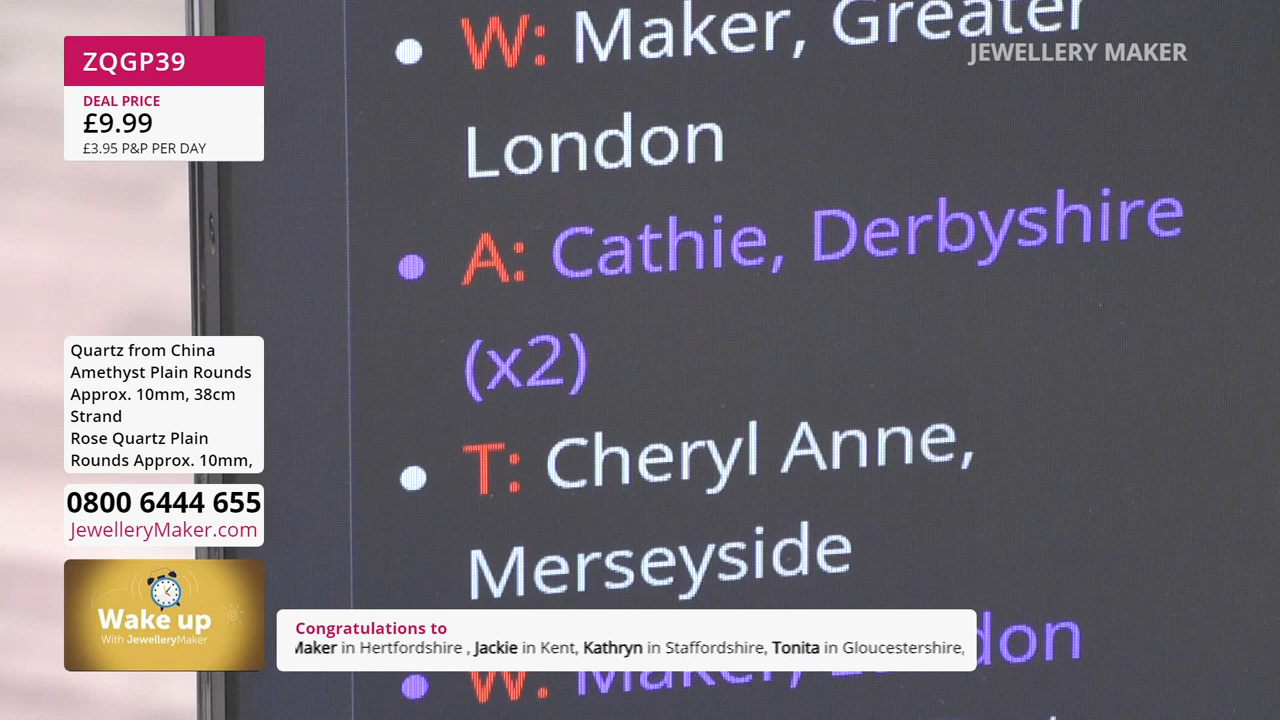 ZQGP39
DEAL PRICE
£9.99
£3.95 P&P PER DAY
JEWELLERY MAKER
W: Maker, Greater
London
A: Cathie, Derbyshire
(x2)
T: Cheryl Anne,
Merseyside
W: Maker, London
Quartz from China
Amethyst Plain Rounds
Approx. 10mm, 38cm
Strand
Rose Quartz Plain
Rounds Approx. 10mm,
0800 6444 655
JewelleryMaker.com
Wake up
With JewelleryMaker
Congratulations to
Maker in Hertfordshire , Jackie in Kent, Kathryn in Staffordshire, Tonita in Gloucestershire,